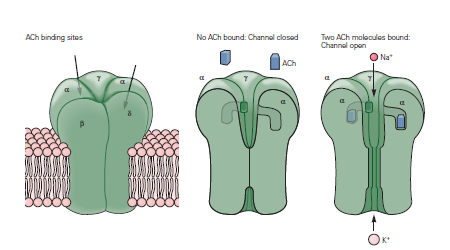 ACh binding sites
No ACh bound: Channel closed
Two ACh molecules bound:
Channel open
ACh
Na⁺
γ
α
α
β
δ
α
γ
α
α
γ
α
α
K⁺